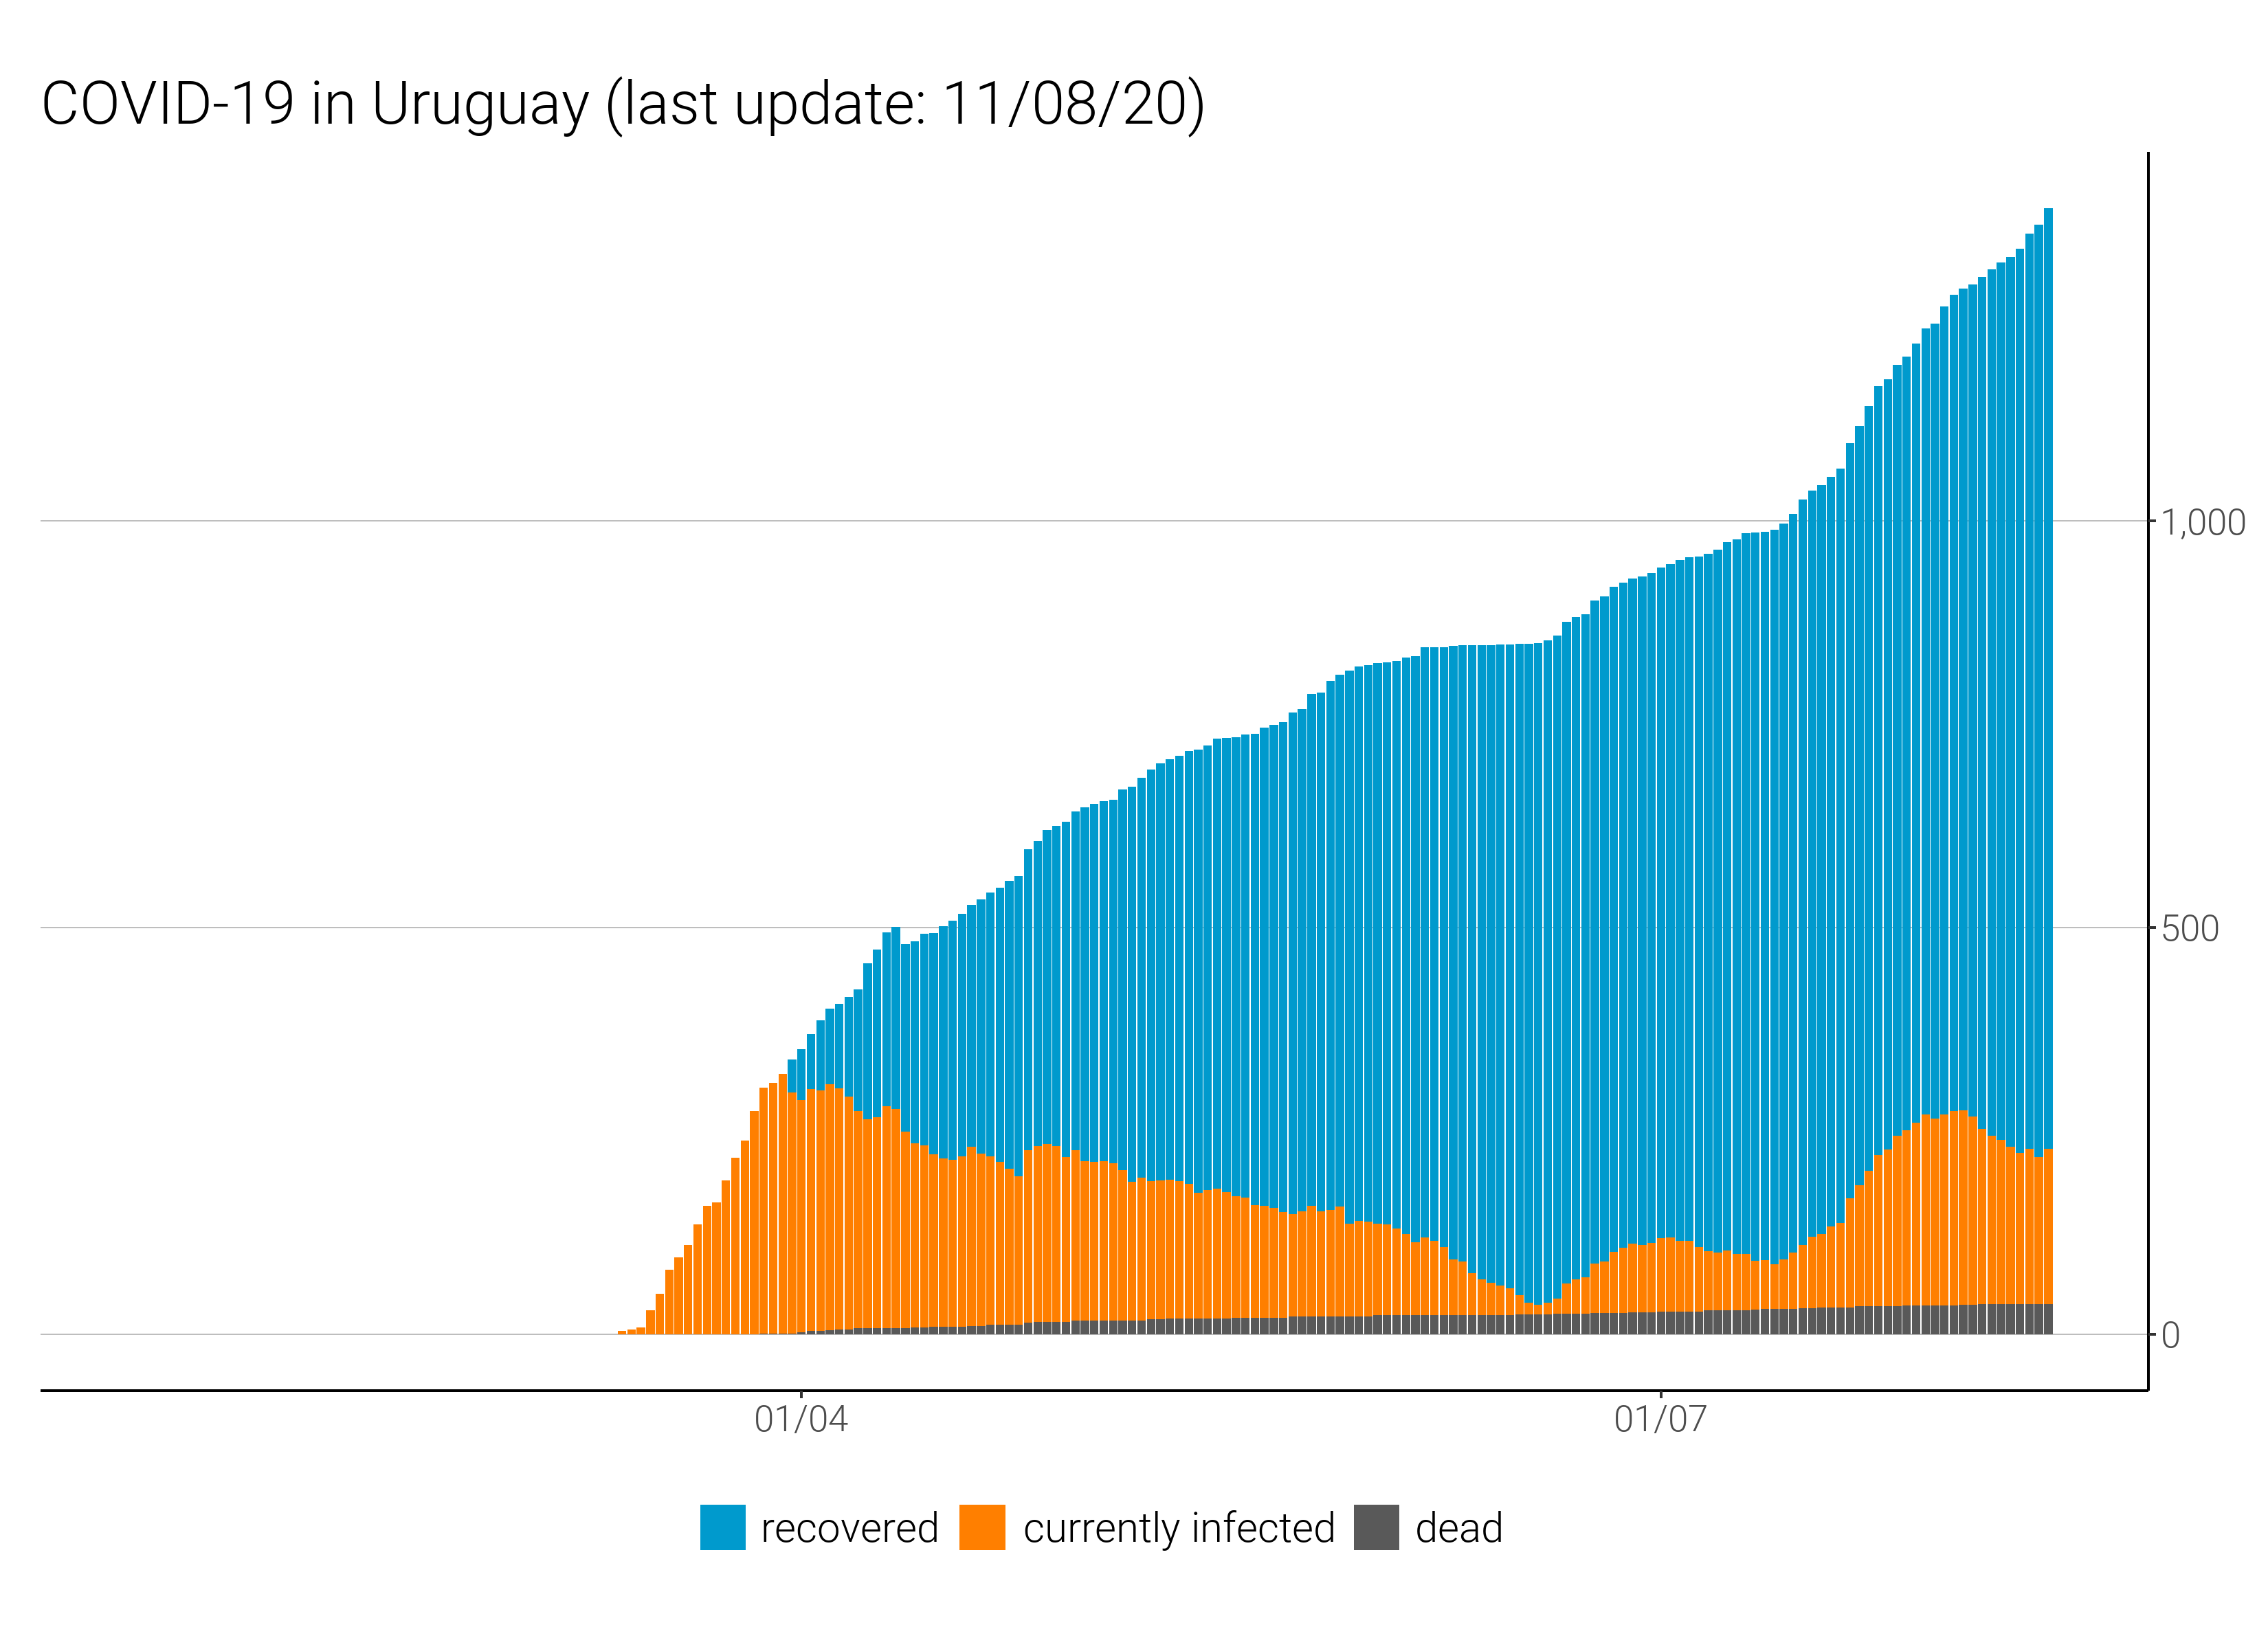 COVID-19 in Uruguay (last update: 11/08/20)
1,000
500
0
01/04 01/07
recovered currently infected dead